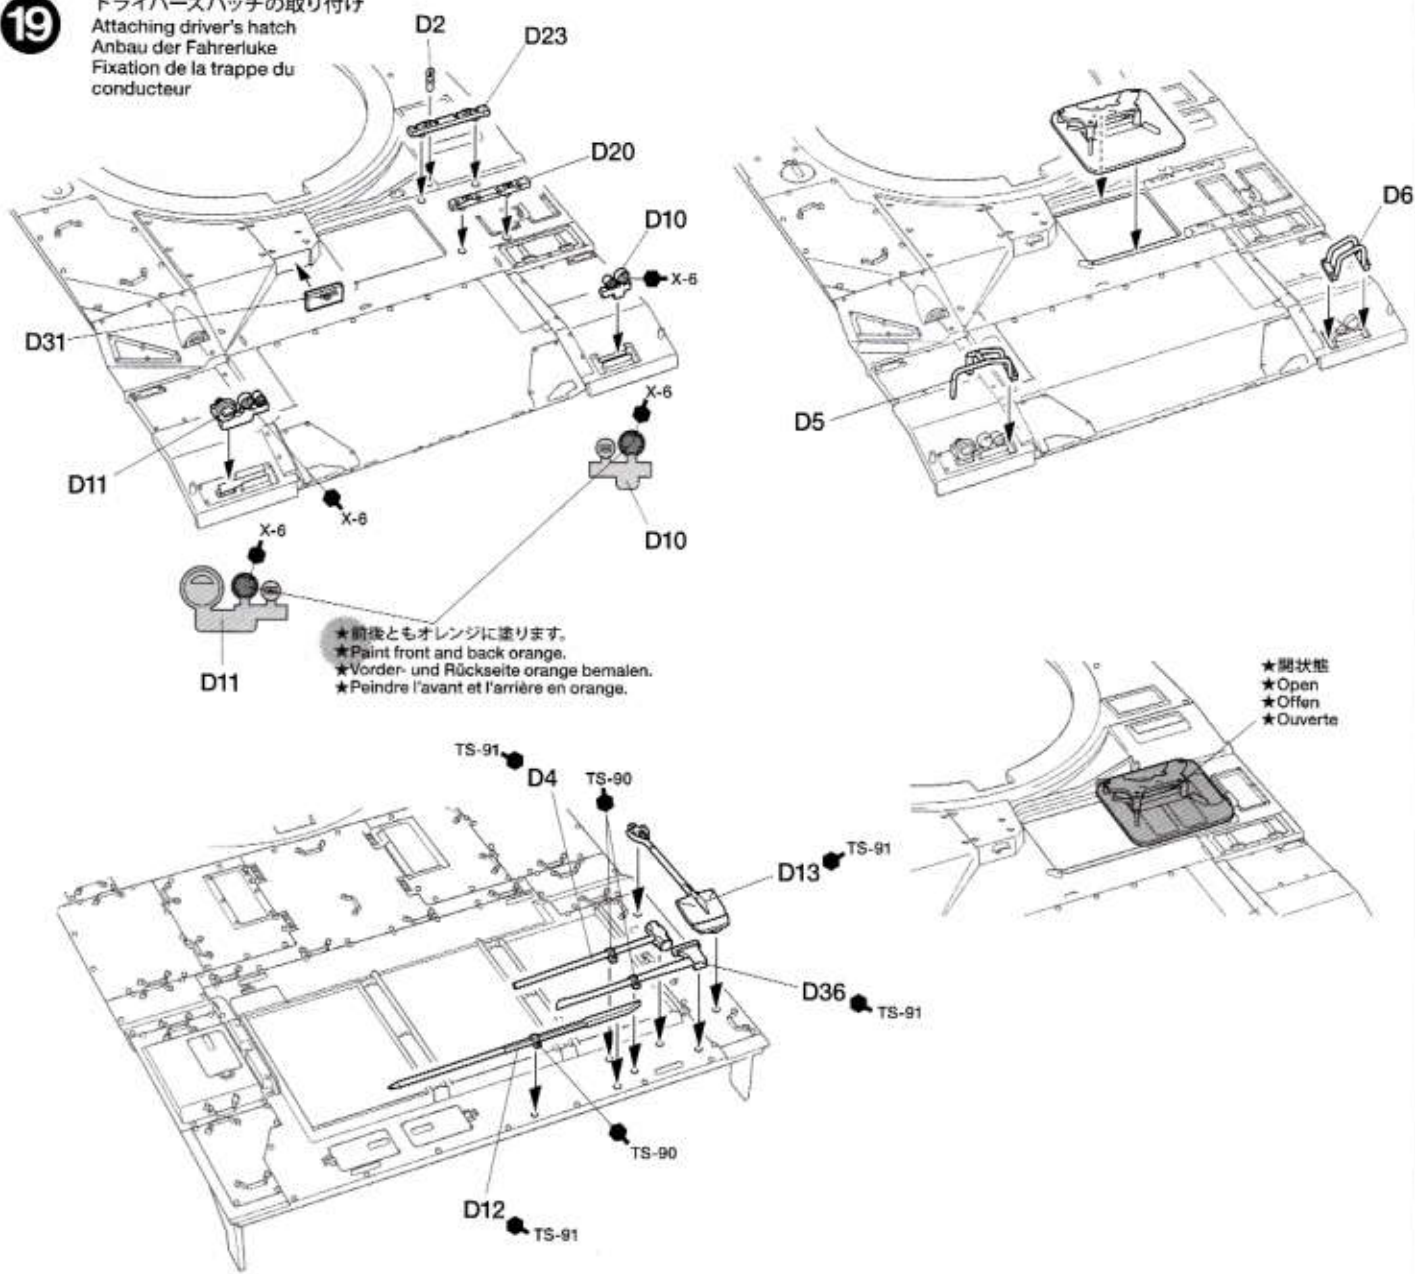 19
ドライバーズハッチの取り付け
Attaching driver's hatch
Anbau der Fahrerluke
Fixation de la trappe du
conducteur
D2
D23
D20
D10
X-6
D31
D11
X-6
X-6
D10
X-6
D11
★前後ともオレンジに塗ります。
★Paint front and back orange.
★Vorder- und Rückseite orange bemalen.
★Peindre l'avant et l'arrière en orange.
D6
D5
★開状態
★Open
★Offen
★Ouverte
TS-91
D4
TS-90
D13
TS-91
D36
TS-91
TS-90
D12
TS-91